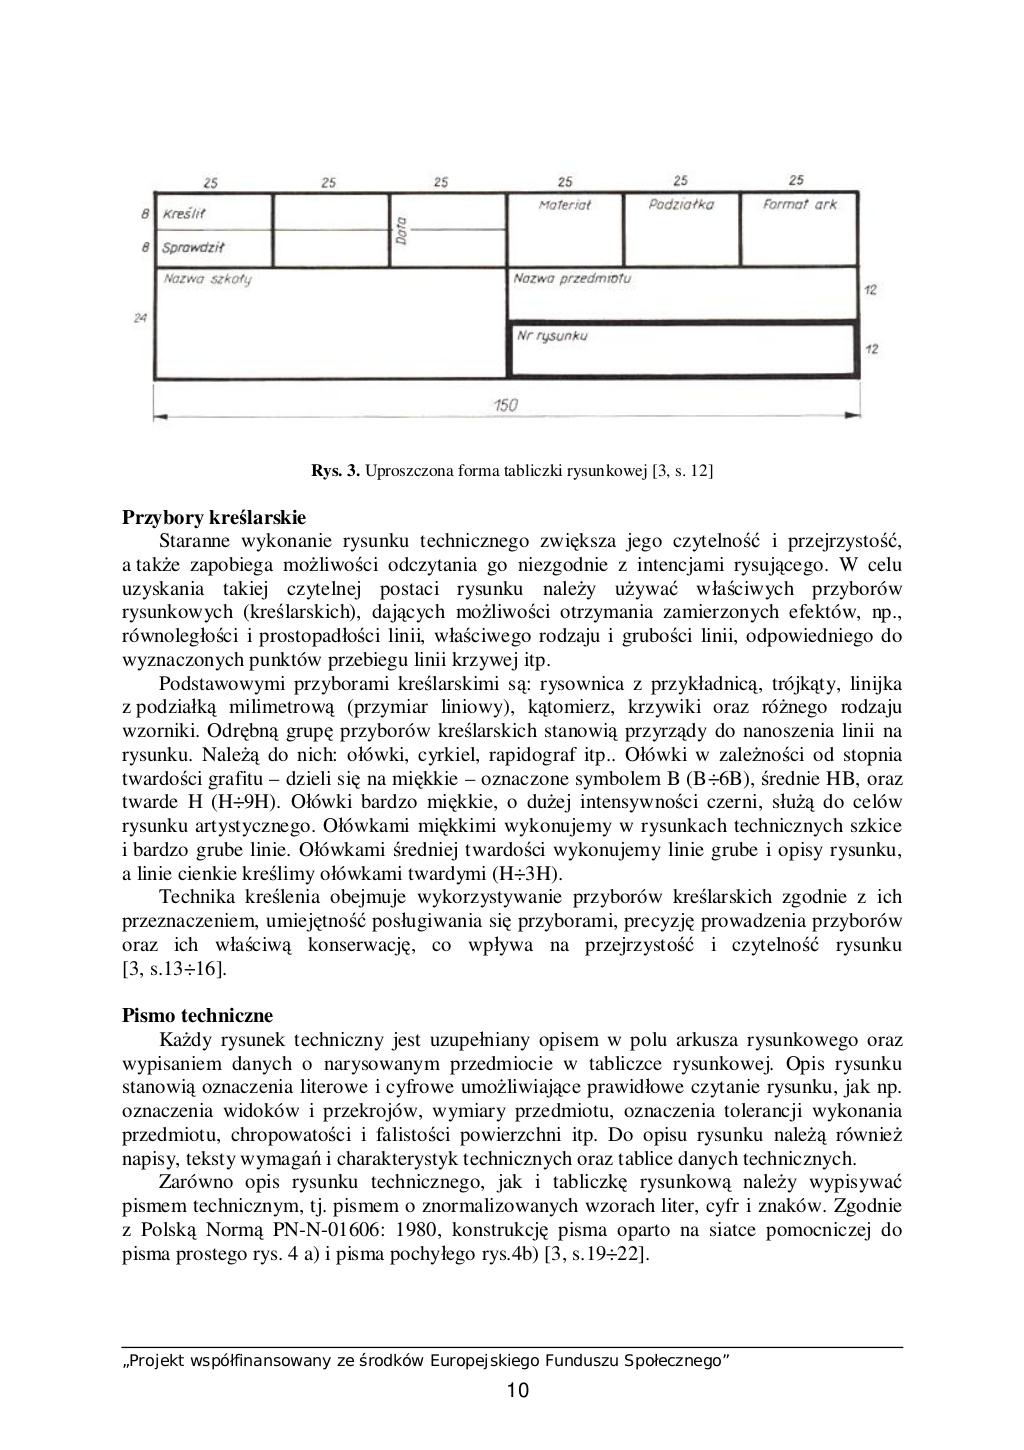 25 25 25 25 25 25
8 Kreślił Data Materiał Podziałka Format ark
8 Sprawdził
Nazwa szkoły Nazwa przedmiotu 12
24
Nr rysunku 12
150
Rys. 3. Uproszczona forma tabliczki rysunkowej [3, s. 12]
Przybory kreślarskie
Staranne wykonanie rysunku technicznego zwiększa jego czytelność i przejrzystość,
a także zapobiega możliwości odczytania go niezgodnie z intencjami rysującego. W celu
uzyskania takiej czytelnej postaci rysunku należy używać właściwych przyborów
rysunkowych (kreślarskich), dających możliwości otrzymania zamierzonych efektów, np.,
równoległości i prostopadłości linii, właściwego rodzaju i grubości linii, odpowiedniego do
wyznaczonych punktów przebiegu linii krzywej itp.
Podstawowymi przyborami kreślarskimi są: rysownica z przykładnicą, trójkąty, linijka
z podziałką milimetrową (przymiar liniowy), kątomierz, krzywiki oraz różnego rodzaju
wzorniki. Odrębną grupę przyborów kreślarskich stanowią przyrządy do nanoszenia linii na
rysunku. Należą do nich: ołówki, cyrkiel, rapidograf itp.. Ołówki w zależności od stopnia
twardości grafitu – dzieli się na miękkie – oznaczone symbolem B (B÷6B), średnie HB, oraz
twarde H (H÷9H). Ołówki bardzo miękkie, o dużej intensywności czerni, służą do celów
rysunku artystycznego. Ołówkami miękkimi wykonujemy w rysunkach technicznych szkice
i bardzo grube linie. Ołówkami średniej twardości wykonujemy linie grube i opisy rysunku,
a linie cienkie kreślimy ołówkami twardymi (H÷3H).
Technika kreślenia obejmuje wykorzystywanie przyborów kreślarskich zgodnie z ich
przeznaczeniem, umiejętność posługiwania się przyborami, precyzję prowadzenia przyborów
oraz ich właściwą konserwację, co wpływa na przejrzystość i czytelność rysunku
[3, s.13÷16].
Pismo techniczne
Każdy rysunek techniczny jest uzupełniany opisem w polu arkusza rysunkowego oraz
wypisaniem danych o narysowanym przedmiocie w tabliczce rysunkowej. Opis rysunku
stanowią oznaczenia literowe i cyfrowe umożliwiające prawidłowe czytanie rysunku, jak np.
oznaczenia widoków i przekrojów, wymiary przedmiotu, oznaczenia tolerancji wykonania
przedmiotu, chropowatości i falistości powierzchni itp. Do opisu rysunku należą również
napisy, teksty wymagań i charakterystyk technicznych oraz tablice danych technicznych.
Zarówno opis rysunku technicznego, jak i tabliczkę rysunkową należy wypisywać
pismem technicznym, tj. pismem o znormalizowanych wzorach liter, cyfr i znaków. Zgodnie
z Polską Normą PN-N-01606: 1980, konstrukcję pisma oparto na siatce pomocniczej do
pisma prostego rys. 4 a) i pisma pochyłego rys.4b) [3, s.19÷22].
„Projekt współfinansowany ze środków Europejskiego Funduszu Społecznego”
10